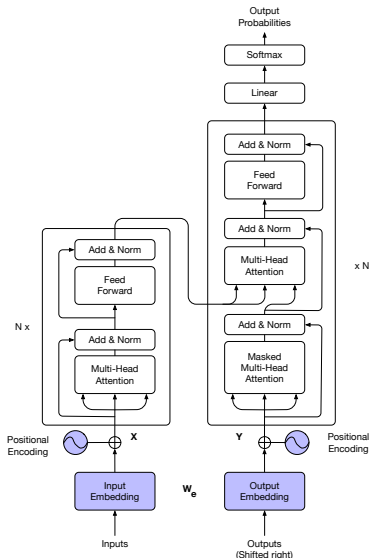 Output
Probabilities
Softmax
Linear
Add & Norm
Feed
Forward
Add & Norm
Multi-Head
Attention
Add & Norm
Masked
Multi-Head
Attention
x N
Add & Norm
Feed
Forward
N x
Add & Norm
Multi-Head
Attention
Positional
Encoding
X
Y
Positional
Encoding
Input
Embedding
We
Output
Embedding
Inputs
Outputs
(Shifted right)